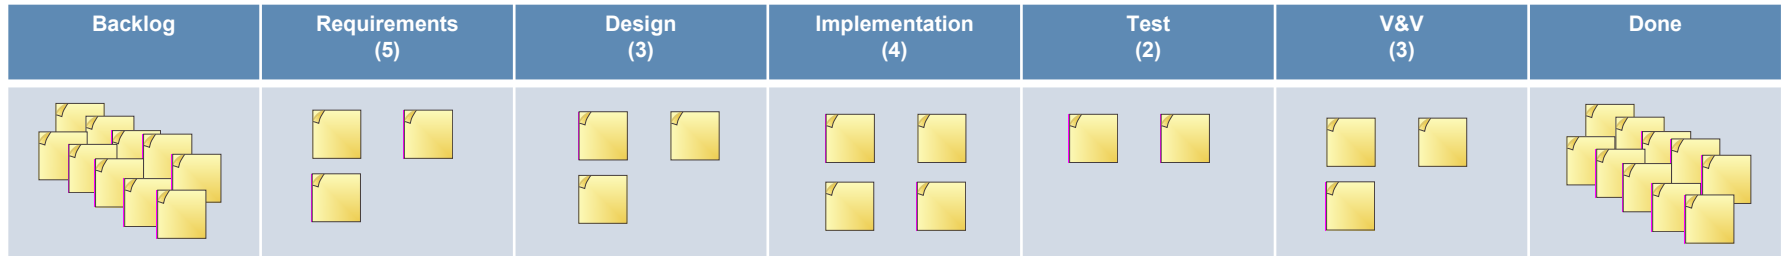 Backlog
Requirements
(5)
Design
(3)
Implementation
(4)
Test
(2)
V&V
(3)
Done